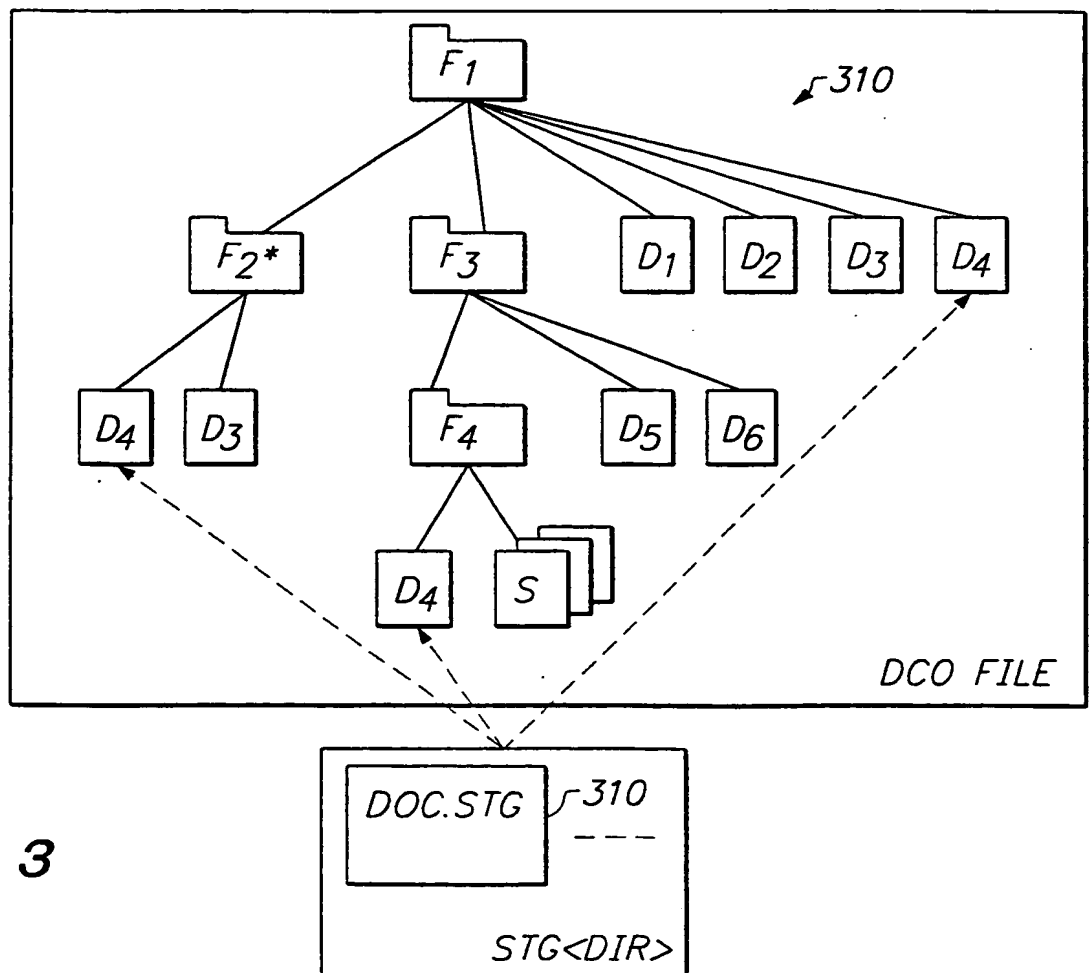 F1
310
F2*
F3
D1
D2
D3
D4
D4
D3
F4
D5
D6
D4
S
DCO FILE
DOC.STG
310
3
STG<DIR>